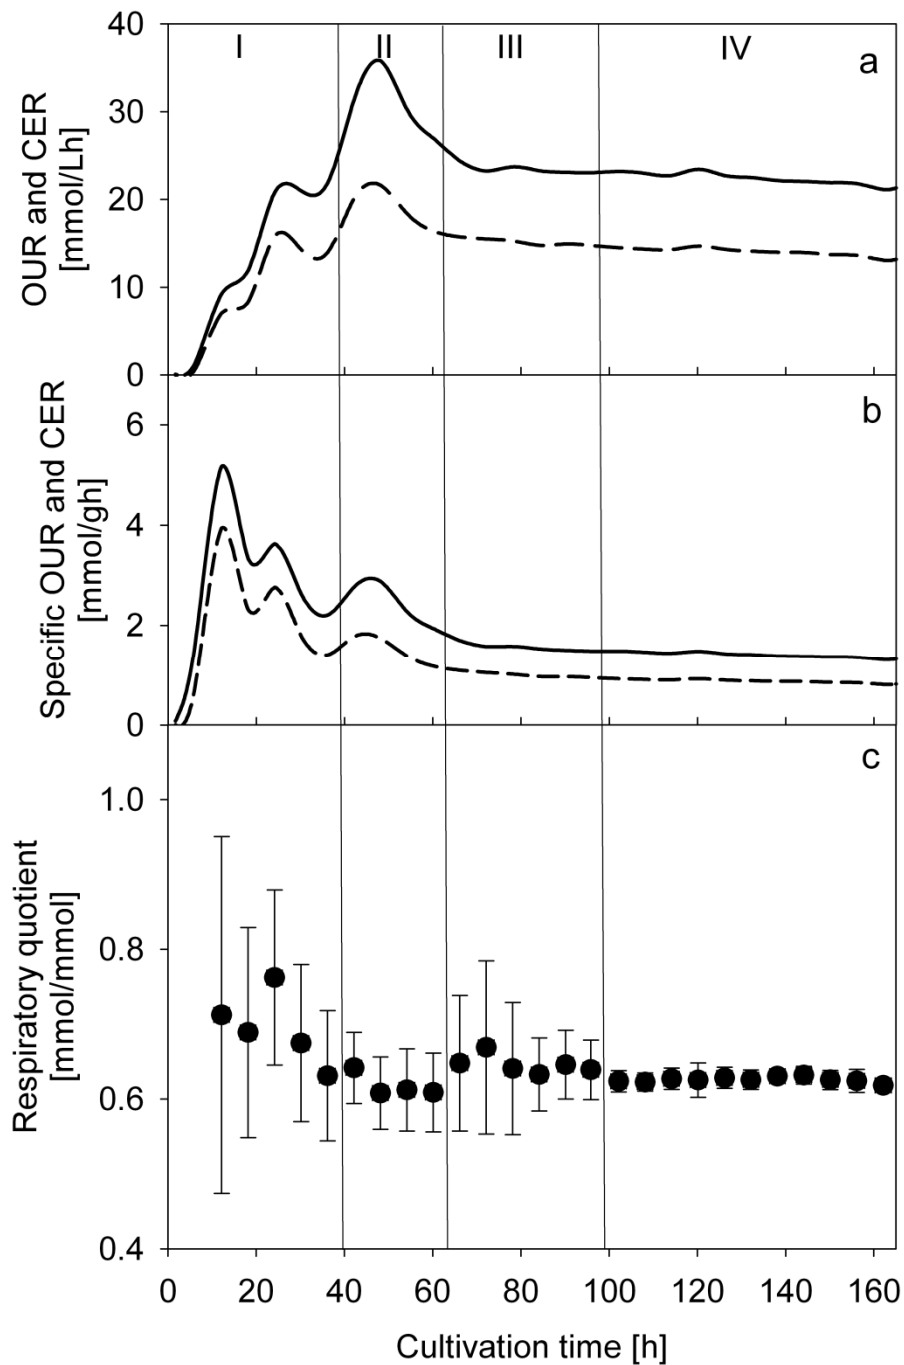 I II III IV a
OUR and CER
[mmol/Lh]
40
30
20
10
0
b
Specific OUR and CER
[mmol/gh]
6
4
2
0
c
Respiratory quotient
[mmol/mmol]
1.0
0.8
0.6
0.4
0 20 40 60 80 100 120 140 160
Cultivation time [h]